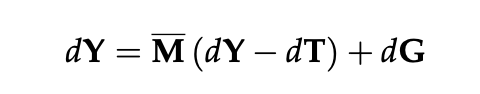 d𝐘 = 𝐌̅ (d𝐘 − d𝐓) + d𝐆